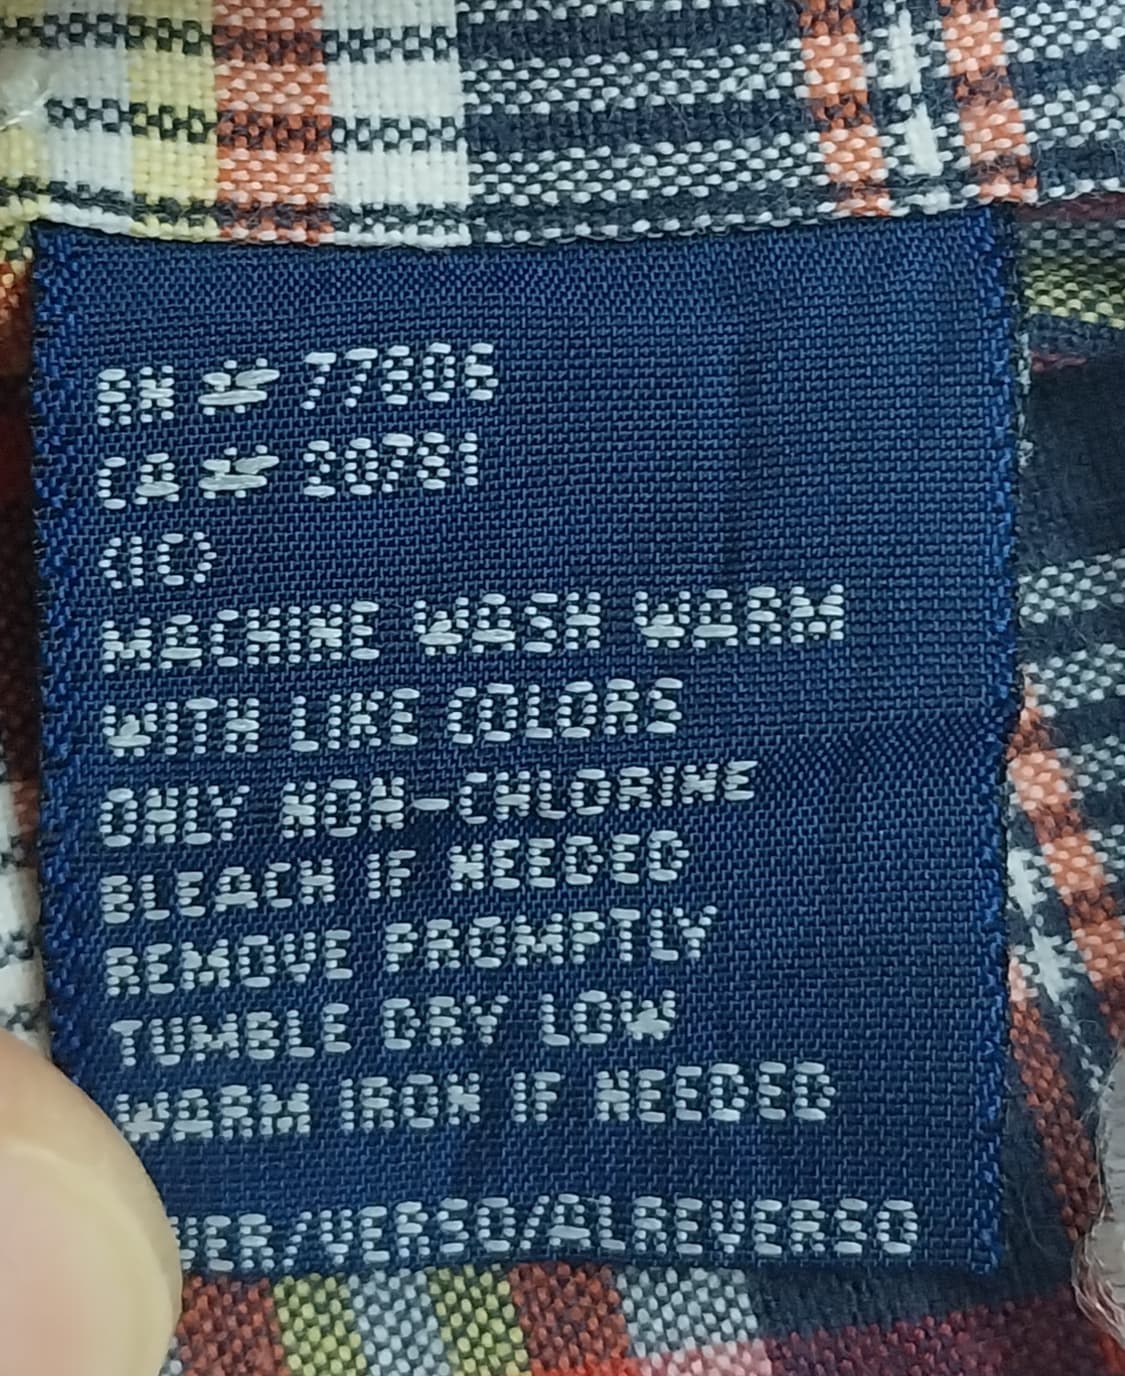 RN # 77806
CA # 20781
<10>
MACHINE WASH WARM
WITH LIKE COLORS
ONLY NON-CHLORINE
BLEACH IF NEEDED
REMOVE PROMPTLY
TUMBLE DRY LOW
WARM IRON IF NEEDED
VER/VERSO/ALREVERSO